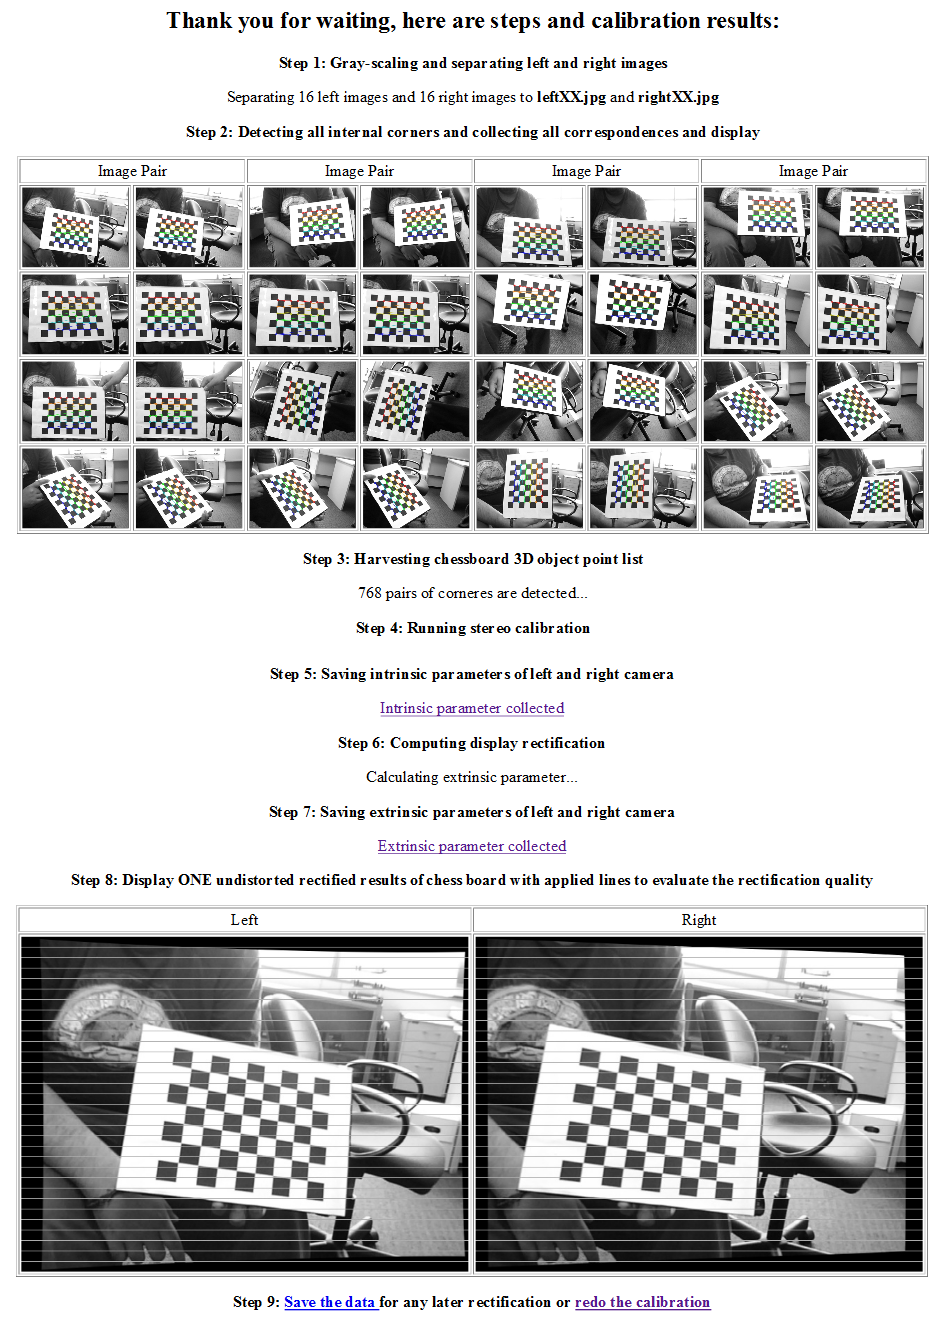 Thank you for waiting, here are steps and calibration results:
Step 1: Gray-scaling and separating left and right images
Separating 16 left images and 16 right images to leftXX.jpg and rightXX.jpg
Step 2: Detecting all internal corners and collecting all correspondences and display
Image Pair Image Pair Image Pair Image Pair
Step 3: Harvesting chessboard 3D object point list
768 pairs of corneres are detected...
Step 4: Running stereo calibration
Step 5: Saving intrinsic parameters of left and right camera
Intrinsic parameter collected
Step 6: Computing display rectification
Calculating extrinsic parameter...
Step 7: Saving extrinsic parameters of left and right camera
Extrinsic parameter collected
Step 8: Display ONE undistorted rectified results of chess board with applied lines to evaluate the rectification quality
Left Right
Step 9: Save the data for any later rectification or redo the calibration